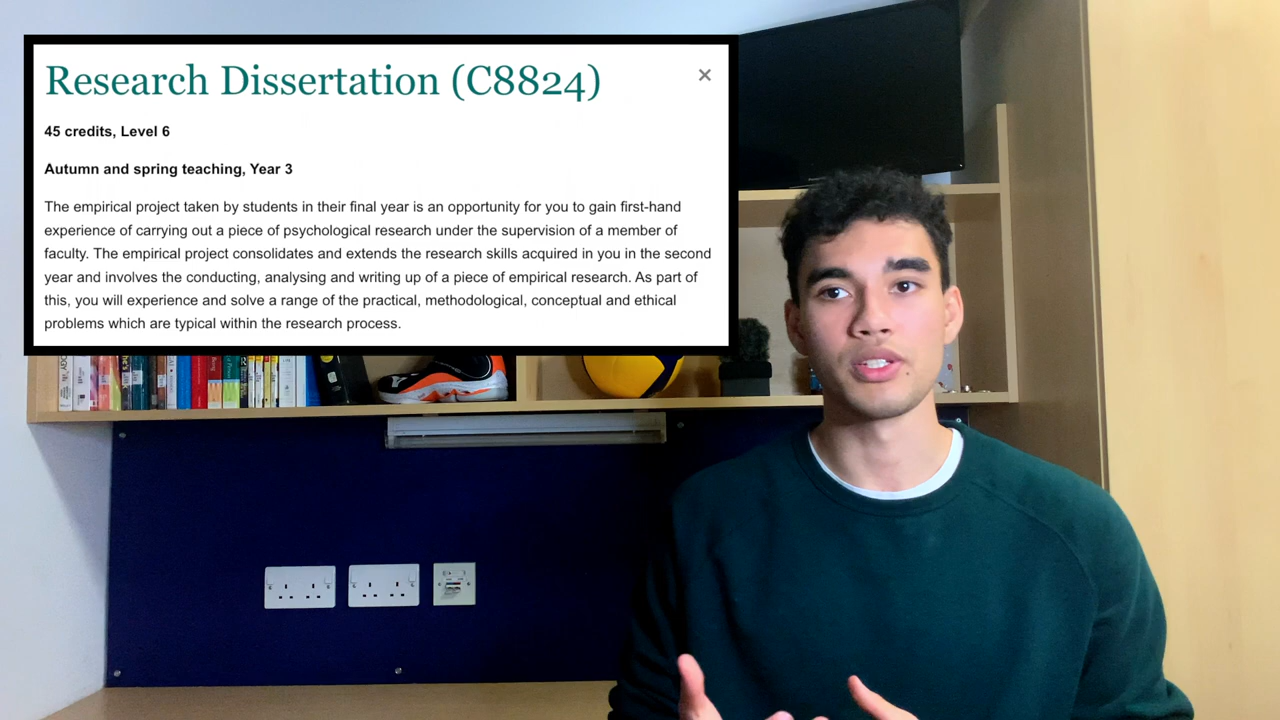 Research Dissertation (C8824)
×
45 credits, Level 6
Autumn and spring teaching, Year 3
The empirical project taken by students in their final year is an opportunity for you to gain first-hand
experience of carrying out a piece of psychological research under the supervision of a member of
faculty. The empirical project consolidates and extends the research skills acquired in you in the second
year and involves the conducting, analysing and writing up of a piece of empirical research. As part of
this, you will experience and solve a range of the practical, methodological, conceptual and ethical
problems which are typical within the research process.